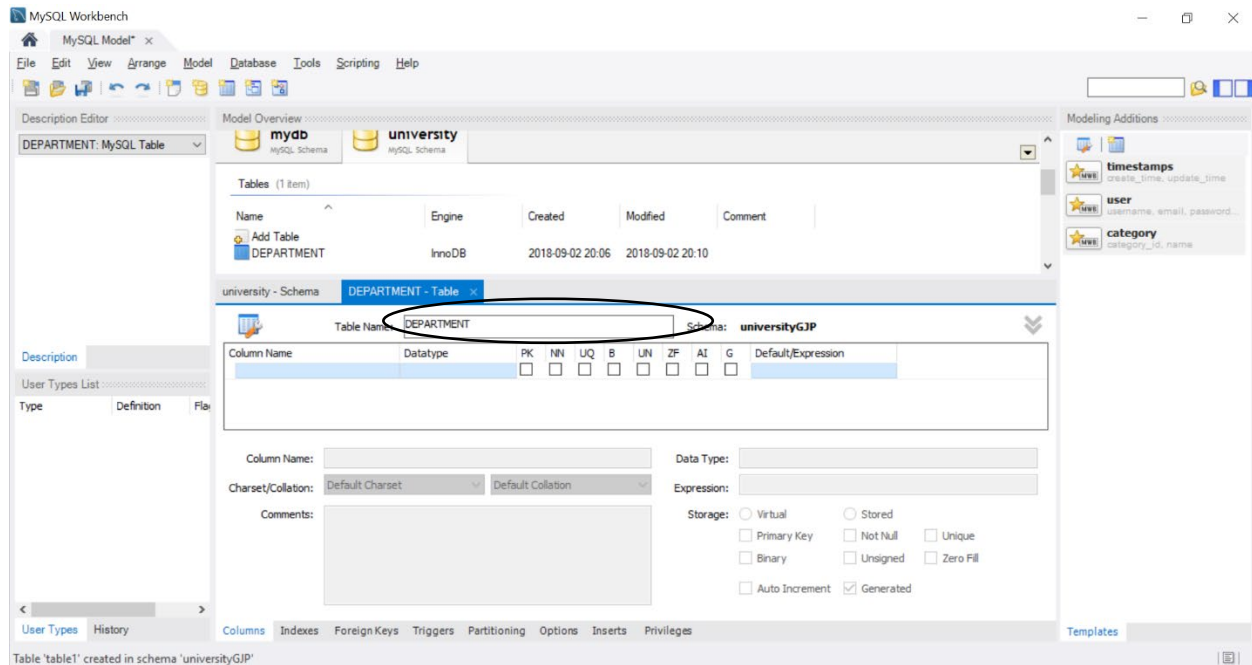 MySQL Workbench
MySQL Model* ×
File Edit View Arrange Model Database Tools Scripting Help
Description Editor
DEPARTMENT: MySQL Table
Description
User Types List
Type Definition Flag
User Types History
Model Overview
mydb
MySQL Schema
university
MySQL Schema
Tables (1 item)
Name Engine Created Modified Comment
Add Table
DEPARTMENT InnoDB 2018-09-02 20:06 2018-09-02 20:10
university - Schema DEPARTMENT - Table ×
Table Name: DEPARTMENT Schema: universityGJP
Column Name Datatype PK NN UQ B UN ZF AI G Default/Expression
Column Name: Data Type:
Charset/Collation: Default Charset Default Collation Expression:
Comments: Storage: Virtual Stored
Primary Key Not Null Unique
Binary Unsigned Zero Fill
Auto Increment Generated
Columns Indexes Foreign Keys Triggers Partitioning Options Inserts Privileges
Modeling Additions
timestamps
create_time, update_time
user
username, email, password...
category
category_id, name
Templates
Table 'table1' created in schema 'universityGJP'